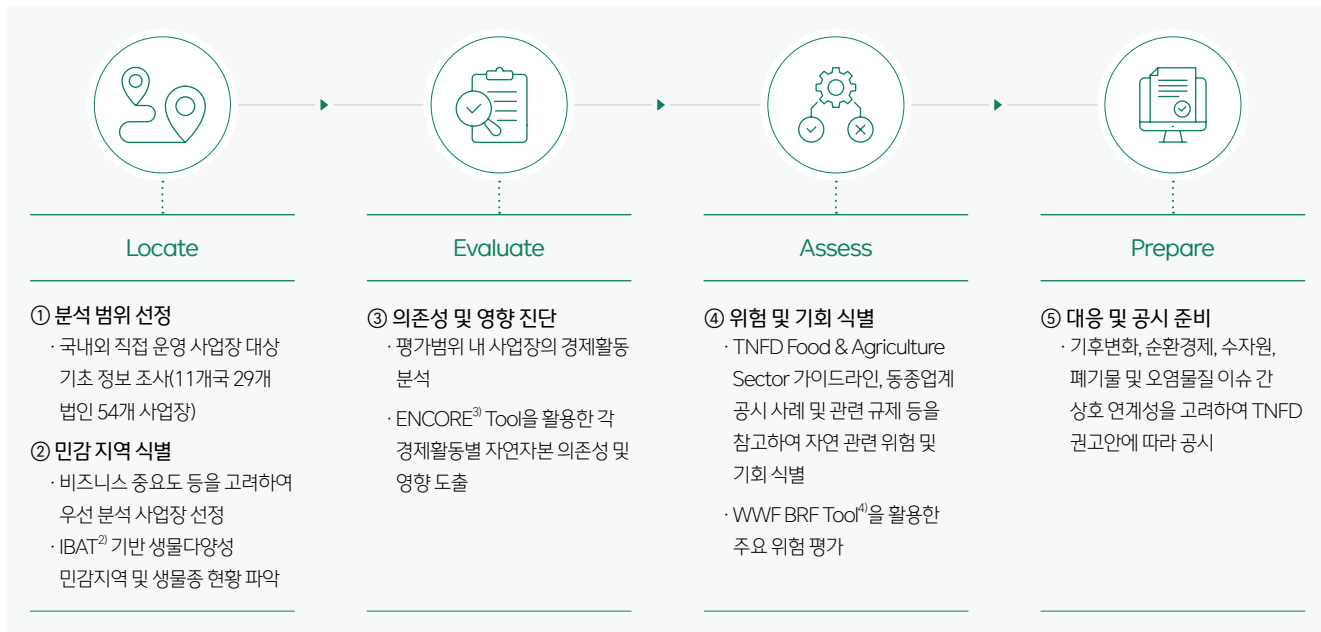 Locate
① 분석 범위 선정
· 국내외 직접 운영 사업장 대상
기초 정보 조사(11개국 29개
법인 54개 사업장)
② 민감 지역 식별
· 비즈니스 중요도 등을 고려하여
우선 분석 사업장 선정
· IBAT2) 기반 생물다양성
민감지역 및 생물종 현황 파악
Evaluate
③ 의존성 및 영향 진단
· 평가범위 내 사업장의 경제활동
분석
· ENCORE3) Tool을 활용한 각
경제활동별 자연자본 의존성 및
영향 도출
Assess
④ 위험 및 기회 식별
· TNFD Food & Agriculture
Sector 가이드라인, 동종업계
공시 사례 및 관련 규제 등을
참고하여 자연 관련 위험 및
기회 식별
· WWF BRF Tool4)을 활용한
주요 위험 평가
Prepare
⑤ 대응 및 공시 준비
· 기후변화, 순환경제, 수자원,
폐기물 및 오염물질 이슈 간
상호 연계성을 고려하여 TNFD
권고안에 따라 공시